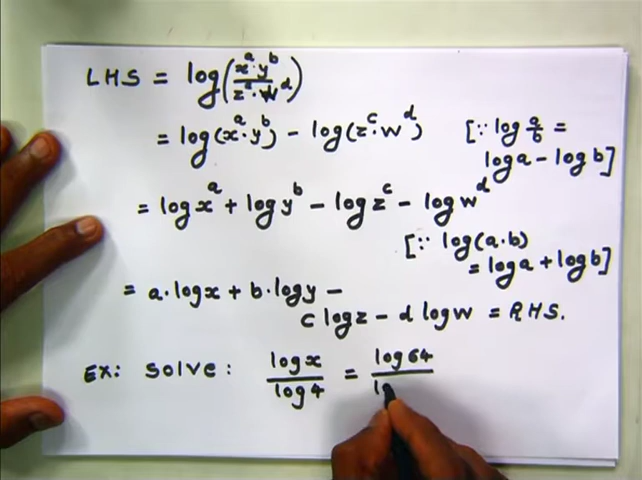 LHS = log(x^a·y^b / z^c·w^d)
= log(x^a·y^b) − log(z^c·w^d) [∵ log a/b =
log a − log b]
= log x^a + log y^b − log z^c − log w^d
[∵ log(a·b)
= log a + log b]
= a·log x + b·log y −
c log z − d log w = RHS.
Ex: Solve: log x / log 4 = log 64 / l